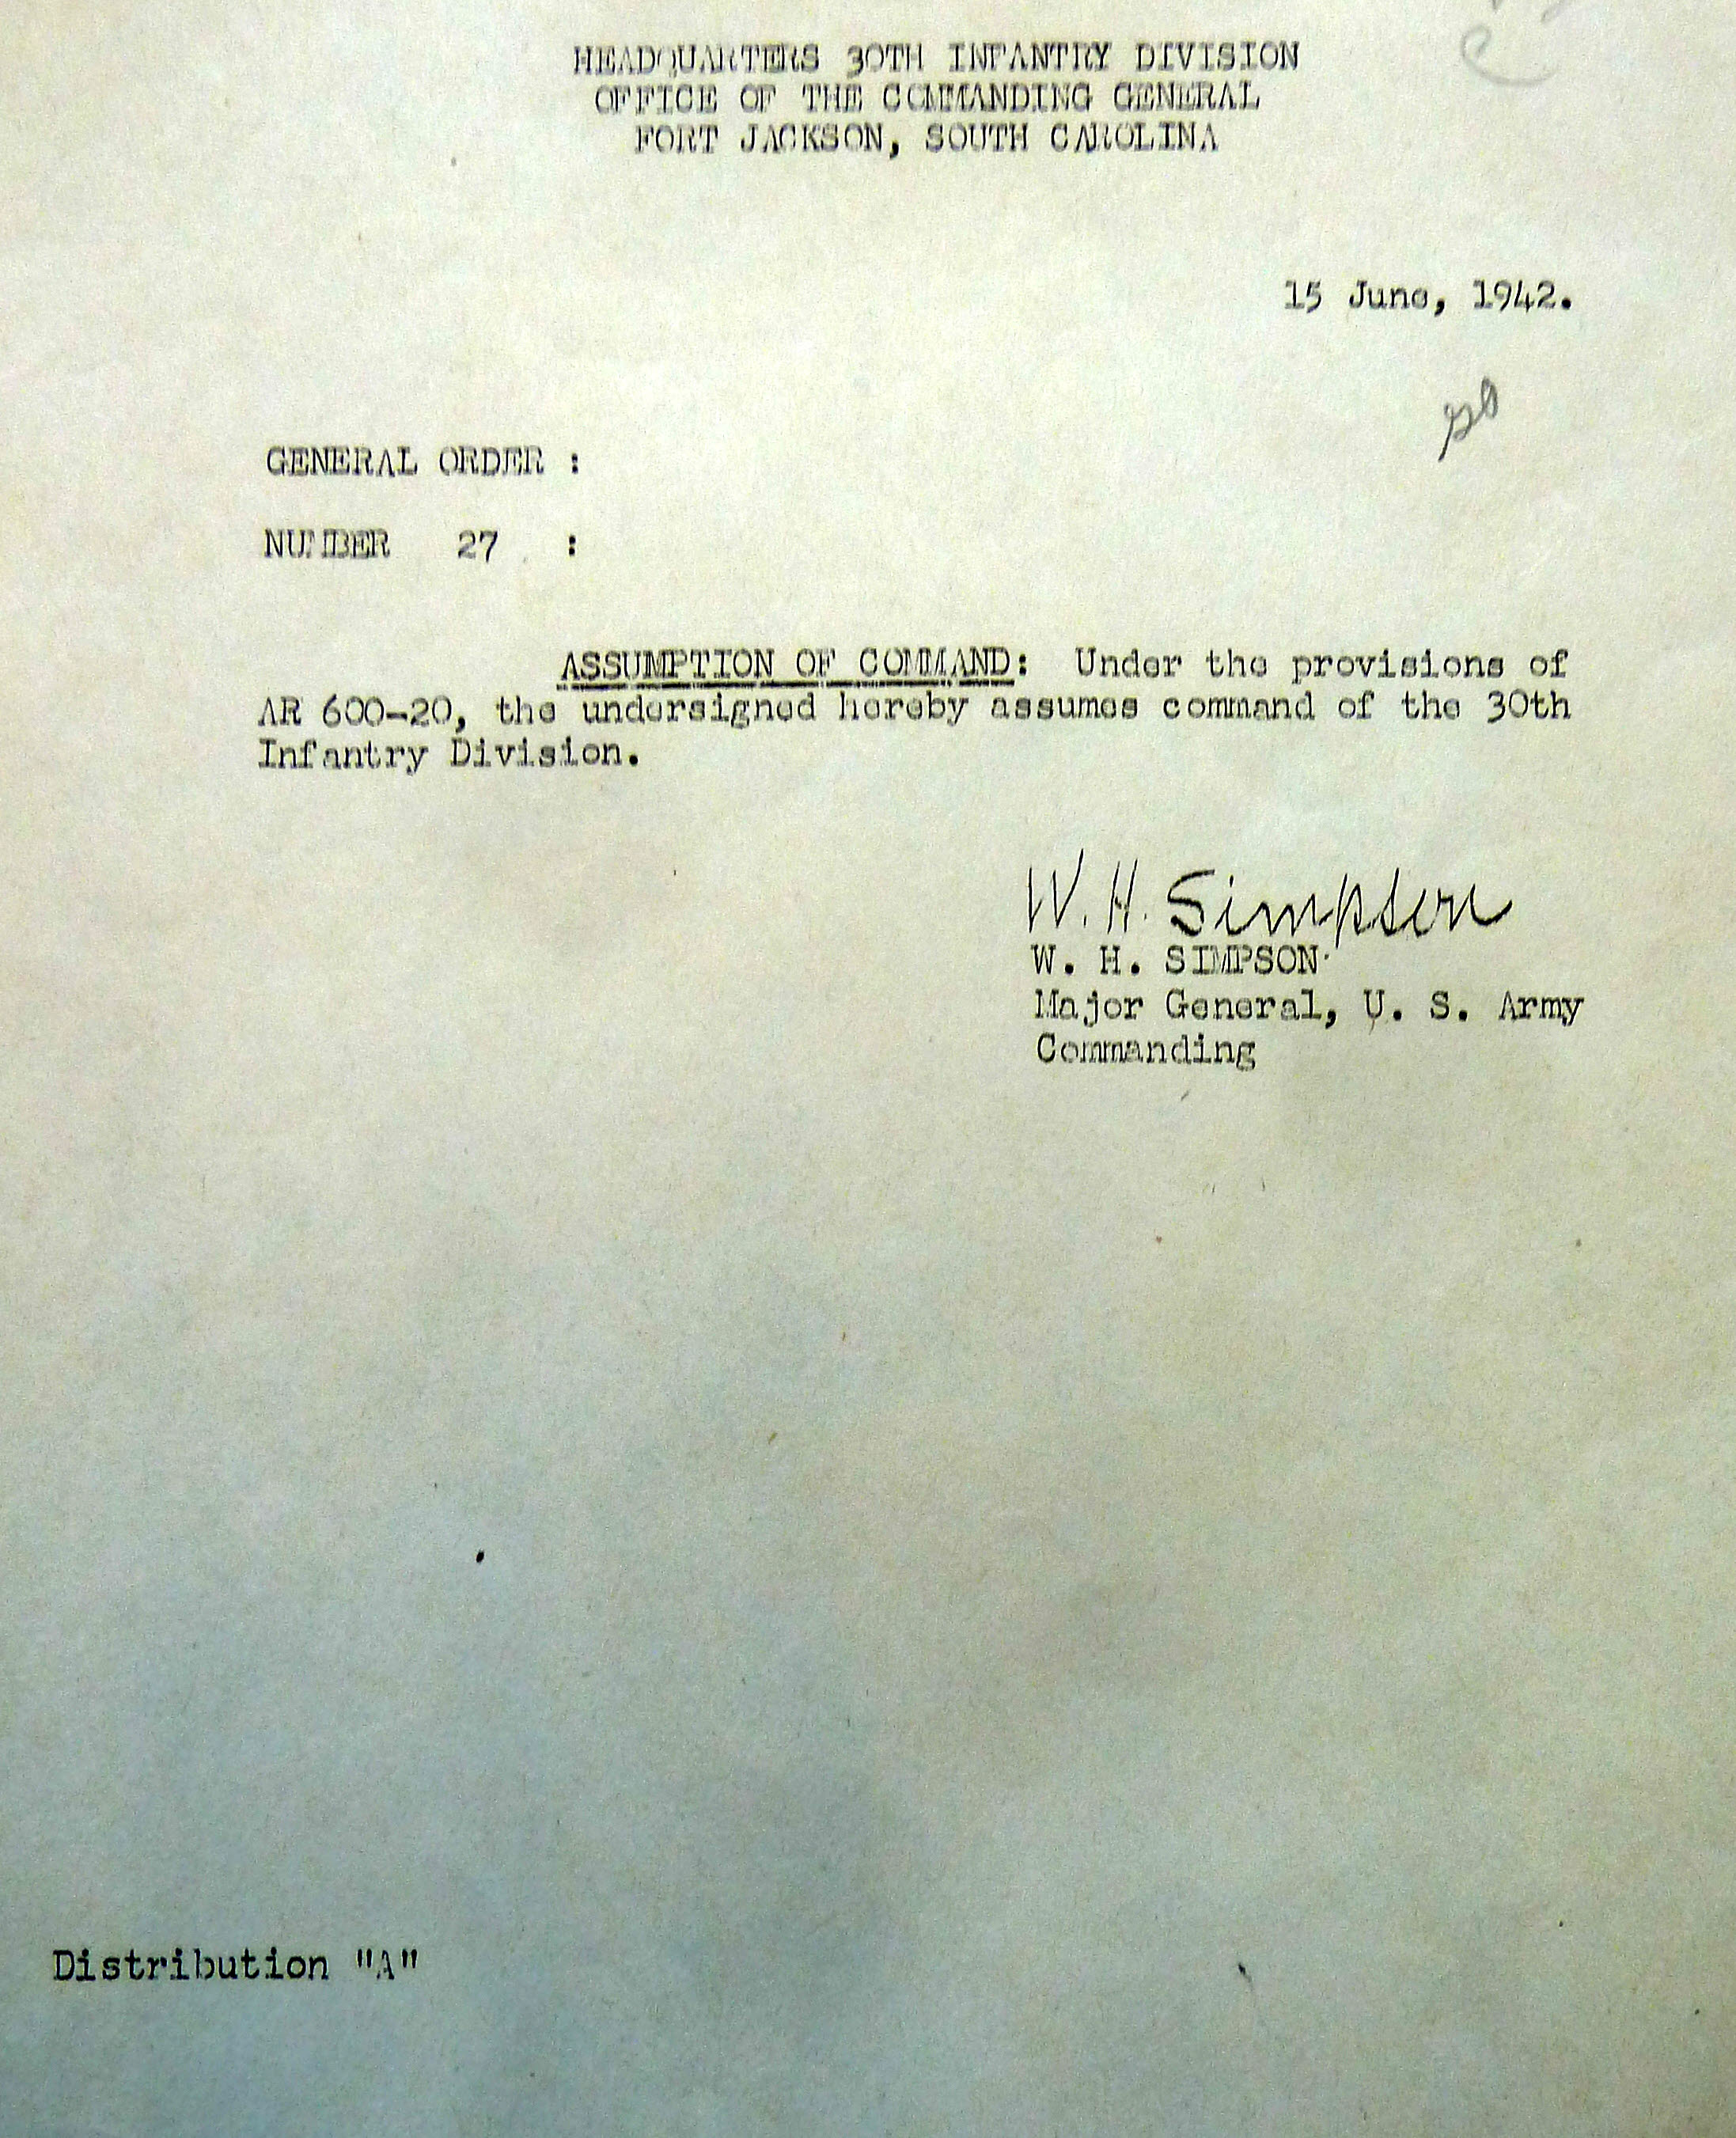 HEADQUARTERS 30TH INFANTRY DIVISION
OFFICE OF THE COMMANDING GENERAL
FORT JACKSON, SOUTH CAROLINA
15 June, 1942.
GENERAL ORDER :
NUMBER 27 :
ASSUMPTION OF COMMAND: Under the provisions of
AR 600-20, the undersigned hereby assumes command of the 30th
Infantry Division.
W. H. Simpson
W. H. SIMPSON
Major General, U. S. Army
Commanding
Distribution "A"